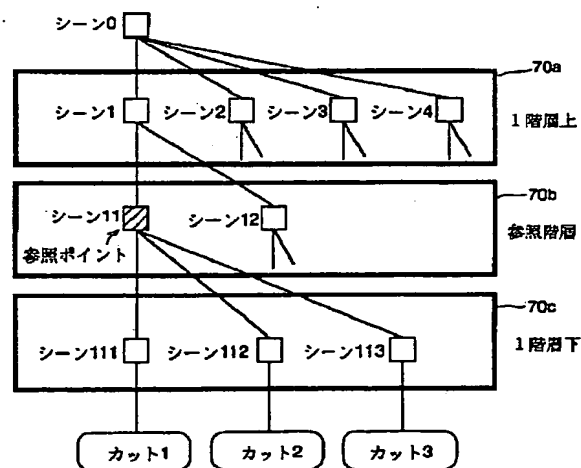 シーン0
70a
シーン1
シーン2
シーン3
シーン4
1階層上
70b
シーン11
シーン12
参照階層
参照ポイント
70c
シーン111
シーン112
シーン113
1階層下
カット1
カット2
カット3